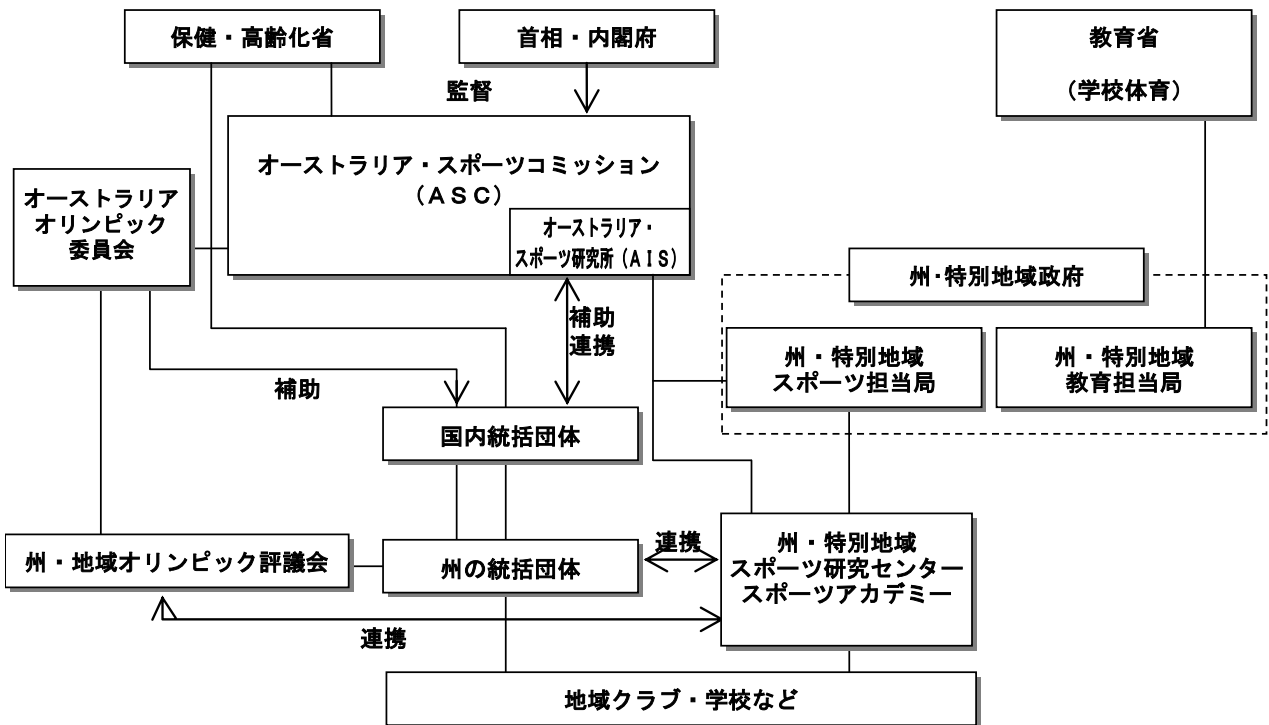 保健・高齢化省
首相・内閣府
教育省
（学校体育）
監督
オーストラリア・スポーツコミッション
（ＡＳＣ）
オーストラリア
オリンピック
委員会
オーストラリア・
スポーツ研究所（ＡＩＳ）
州・特別地域政府
補助
連携
州・特別地域
スポーツ担当局
州・特別地域
教育担当局
補助
国内統括団体
州・地域オリンピック評議会
州の統括団体
連携
州・特別地域
スポーツ研究センター
スポーツアカデミー
連携
地域クラブ・学校など